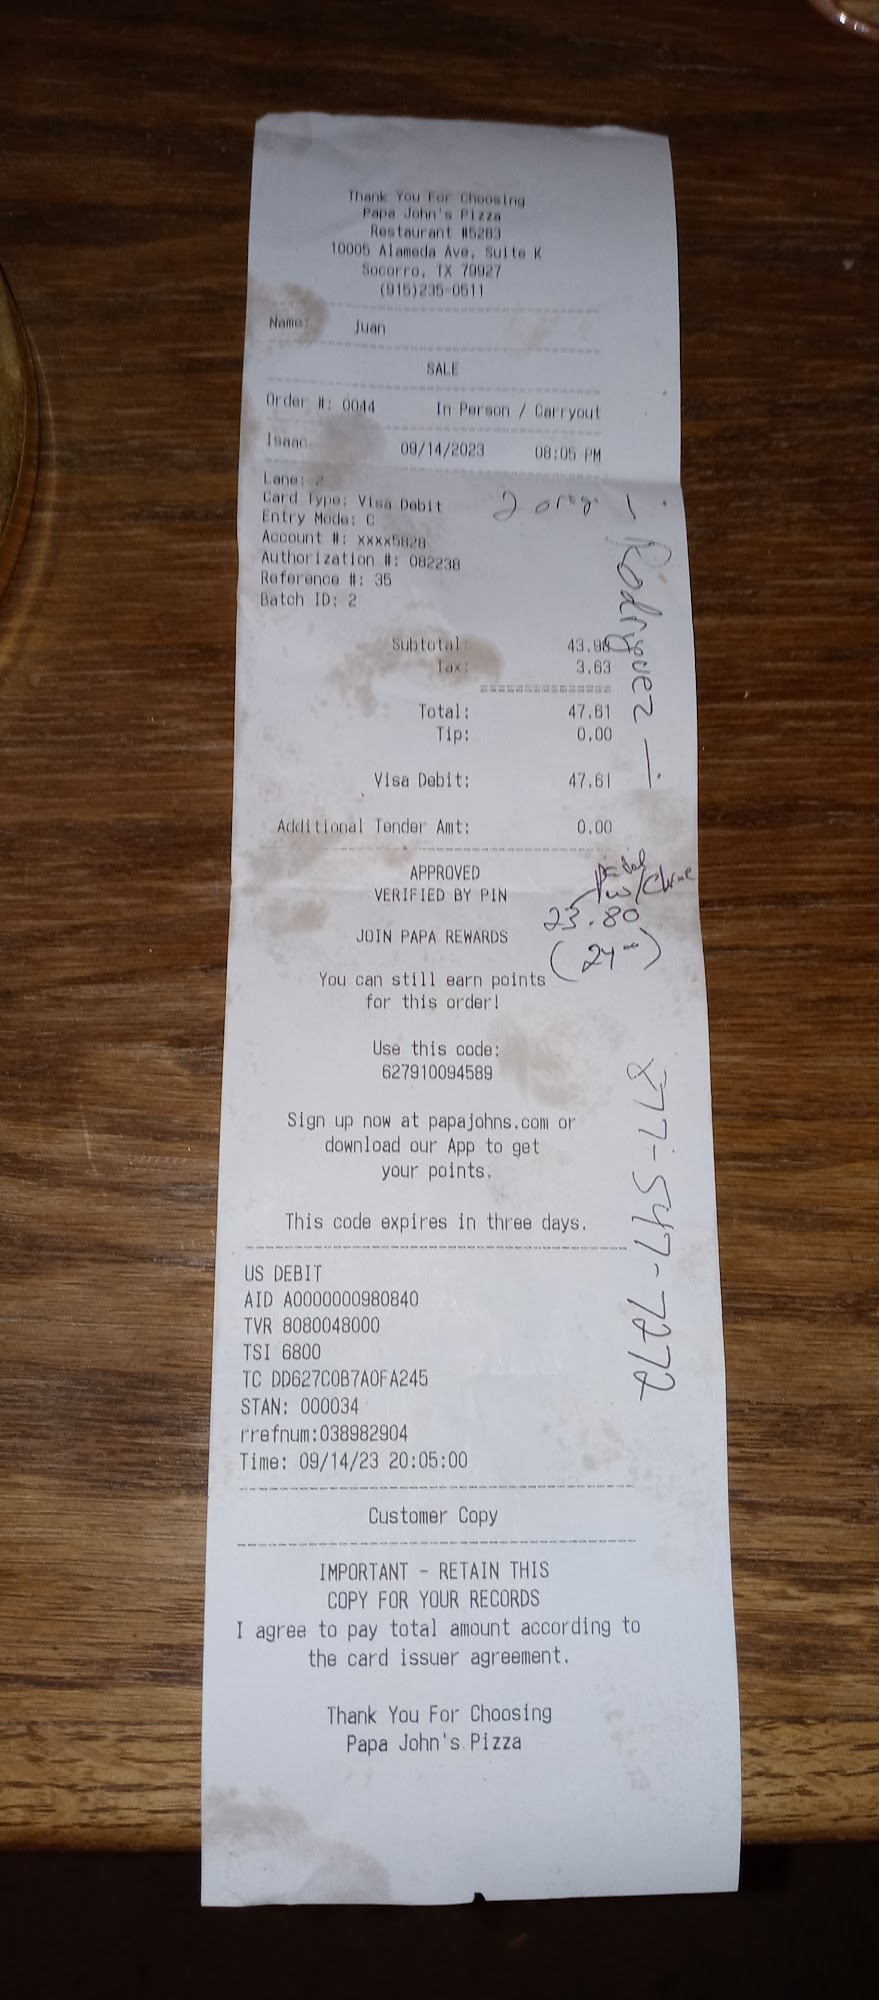 Thank You For Choosing
Papa John's Pizza
Restaurant #5283
10005 Alameda Ave, Suite K
Socorro, TX 79927
(915)235-0511
Name: juan
SALE
Order #: 0044 In Person / Carryout
Isaac 09/14/2023 08:05 PM
Lane: 2
Card Type: Visa Debit
Entry Mode: C
Account #: xxxx5828
Authorization #: 082238
Reference #: 35
Batch ID: 2
Rodriguez —
Subtotal: 43.98
Tax: 3.63
Total: 47.61
Tip: 0.00
Visa Debit: 47.61
Additional Tender Amt: 0.00
APPROVED
VERIFIED BY PIN
23.80
JOIN PAPA REWARDS
You can still earn points
for this order!
Use this code:
627910094589
877-547-7272
Sign up now at papajohns.com or
download our App to get
your points.
This code expires in three days.
US DEBIT
AID A0000000980840
TVR 8080048000
TSI 6800
TC DD627C0B7A0FA245
STAN: 000034
rrefnum:038982904
Time: 09/14/23 20:05:00
Customer Copy
IMPORTANT - RETAIN THIS
COPY FOR YOUR RECORDS
I agree to pay total amount according to
the card issuer agreement.
Thank You For Choosing
Papa John's Pizza